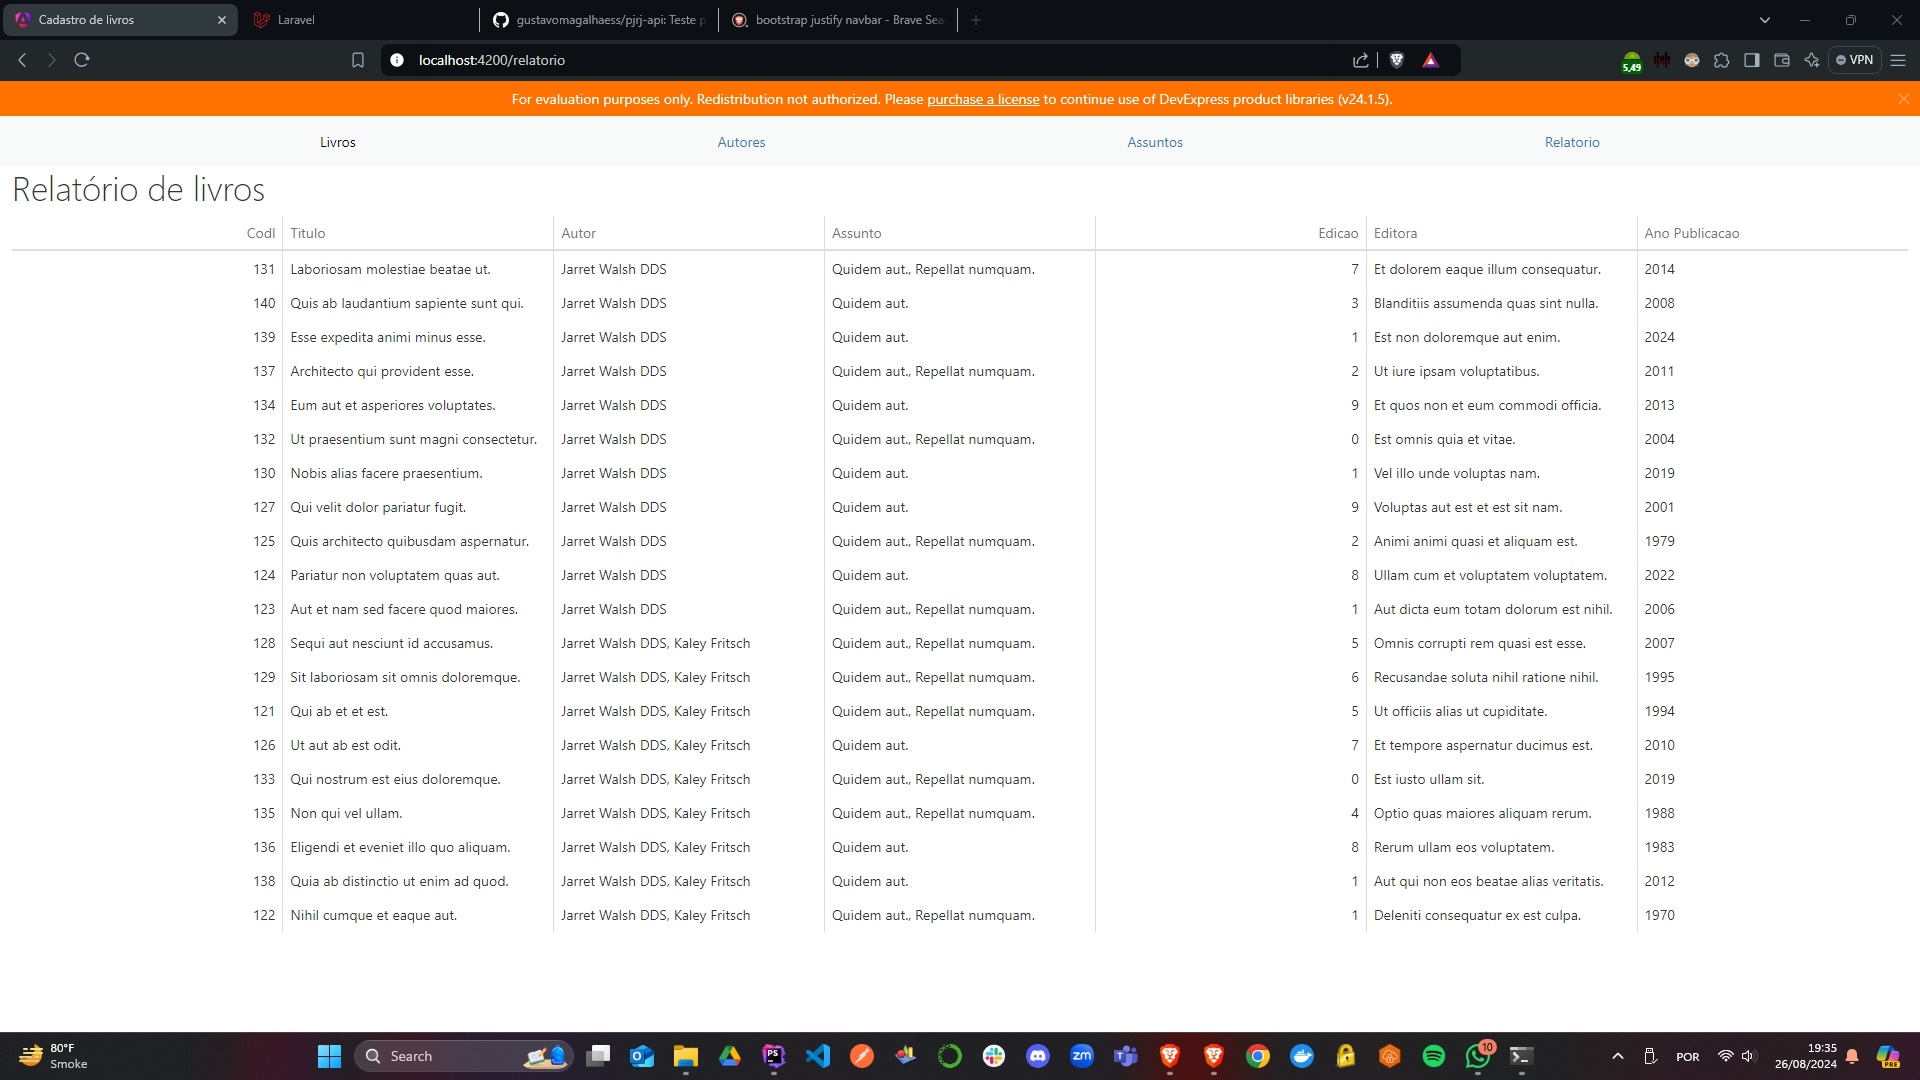 Cadastro de livros
Laravel
gustavomagalhaess/pjrj-api: Teste p
bootstrap justify navbar - Brave Sea
localhost:4200/relatorio
5,49
VPN
For evaluation purposes only. Redistribution not authorized. Please purchase a license to continue use of DevExpress product libraries (v24.1.5).
Livros Autores Assuntos Relatorio
Relatório de livros
Codl Titulo Autor Assunto Edicao Editora Ano Publicacao
131 Laboriosam molestiae beatae ut. Jarret Walsh DDS Quidem aut., Repellat numquam. 7 Et dolorem eaque illum consequatur. 2014
140 Quis ab laudantium sapiente sunt qui. Jarret Walsh DDS Quidem aut. 3 Blanditiis assumenda quas sint nulla. 2008
139 Esse expedita animi minus esse. Jarret Walsh DDS Quidem aut. 1 Est non doloremque aut enim. 2024
137 Architecto qui provident esse. Jarret Walsh DDS Quidem aut., Repellat numquam. 2 Ut iure ipsam voluptatibus. 2011
134 Eum aut et asperiores voluptates. Jarret Walsh DDS Quidem aut. 9 Et quos non et eum commodi officia. 2013
132 Ut praesentium sunt magni consectetur. Jarret Walsh DDS Quidem aut., Repellat numquam. 0 Est omnis quia et vitae. 2004
130 Nobis alias facere praesentium. Jarret Walsh DDS Quidem aut. 1 Vel illo unde voluptas nam. 2019
127 Qui velit dolor pariatur fugit. Jarret Walsh DDS Quidem aut. 9 Voluptas aut est et est sit nam. 2001
125 Quis architecto quibusdam aspernatur. Jarret Walsh DDS Quidem aut., Repellat numquam. 2 Animi animi quasi et aliquam est. 1979
124 Pariatur non voluptatem quas aut. Jarret Walsh DDS Quidem aut. 8 Ullam cum et voluptatem voluptatem. 2022
123 Aut et nam sed facere quod maiores. Jarret Walsh DDS Quidem aut., Repellat numquam. 1 Aut dicta eum totam dolorum est nihil. 2006
128 Sequi aut nesciunt id accusamus. Jarret Walsh DDS, Kaley Fritsch Quidem aut., Repellat numquam. 5 Omnis corrupti rem quasi est esse. 2007
129 Sit laboriosam sit omnis doloremque. Jarret Walsh DDS, Kaley Fritsch Quidem aut., Repellat numquam. 6 Recusandae soluta nihil ratione nihil. 1995
121 Qui ab et et est. Jarret Walsh DDS, Kaley Fritsch Quidem aut., Repellat numquam. 5 Ut officiis alias ut cupiditate. 1994
126 Ut aut ab est odit. Jarret Walsh DDS, Kaley Fritsch Quidem aut. 7 Et tempore aspernatur ducimus est. 2010
133 Qui nostrum est eius doloremque. Jarret Walsh DDS, Kaley Fritsch Quidem aut., Repellat numquam. 0 Est iusto ullam sit. 2019
135 Non qui vel ullam. Jarret Walsh DDS, Kaley Fritsch Quidem aut., Repellat numquam. 4 Optio quas maiores aliquam rerum. 1988
136 Eligendi et eveniet illo quo aliquam. Jarret Walsh DDS, Kaley Fritsch Quidem aut. 8 Rerum ullam eos voluptatem. 1983
138 Quia ab distinctio ut enim ad quod. Jarret Walsh DDS, Kaley Fritsch Quidem aut. 1 Aut qui non eos beatae alias veritatis. 2012
122 Nihil cumque et eaque aut. Jarret Walsh DDS, Kaley Fritsch Quidem aut., Repellat numquam. 1 Deleniti consequatur ex est culpa. 1970
80°F
Smoke
Search
PS
zm
10
POR
19:35
26/08/2024
PRE